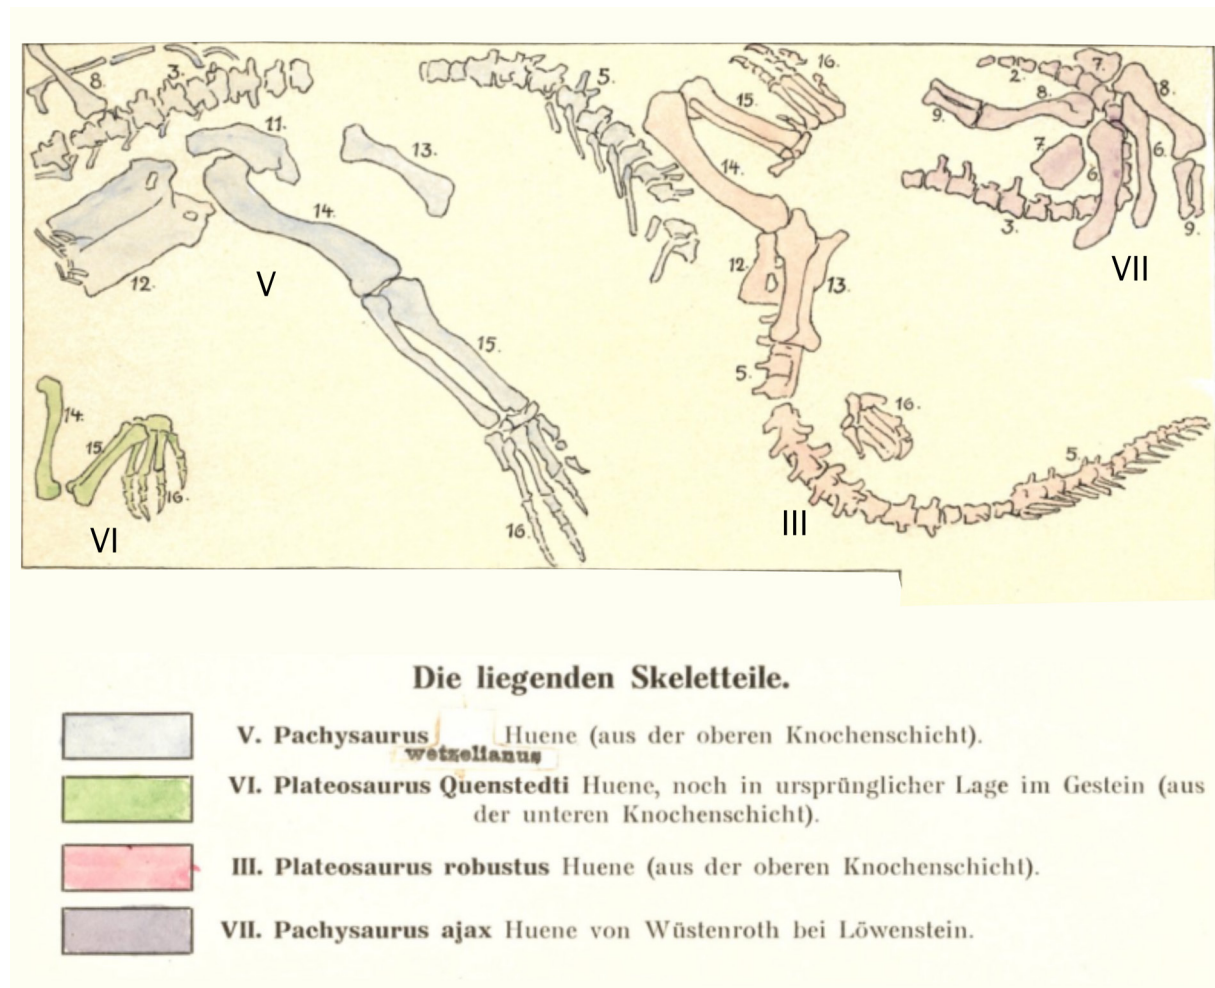 8.
3.
11.
13.
14.
12.
V
15.
16.
14.
15.
16.
VI
5.
16.
15.
14.
12.
13.
5.
16.
5.
III
2.
7.
8.
8.
9.
7.
6.
6.
3.
9.
VII
Die liegenden Skeletteile.
V. Pachysaurus Huene (aus der oberen Knochenschicht).
wetzelianus
VI. Plateosaurus Quenstedti Huene, noch in ursprünglicher Lage im Gestein (aus
der unteren Knochenschicht).
III. Plateosaurus robustus Huene (aus der oberen Knochenschicht).
VII. Pachysaurus ajax Huene von Wüstenroth bei Löwenstein.